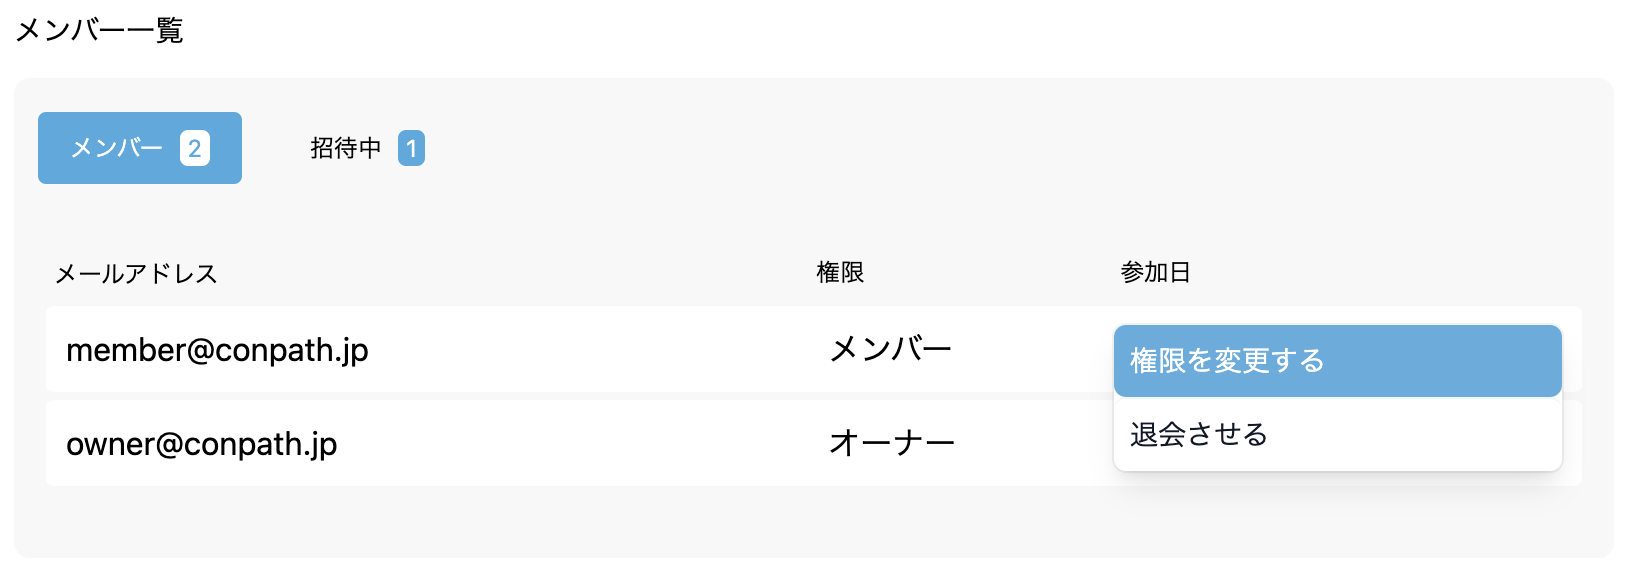 メンバー一覧
メンバー 2 招待中 1
メールアドレス 権限 参加日
member@conpath.jp メンバー 権限を変更する
owner@conpath.jp オーナー 退会させる